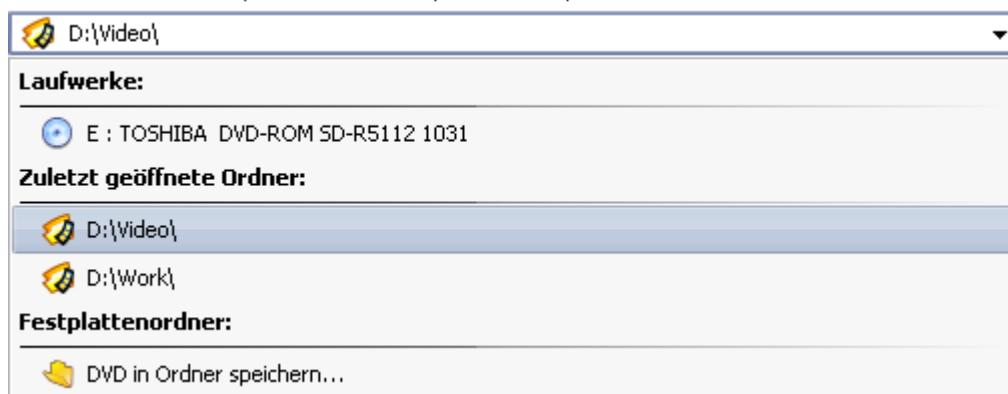 D:\Video\
Laufwerke:
E : TOSHIBA DVD-ROM SD-R5112 1031
Zuletzt geöffnete Ordner:
D:\Video\
D:\Work\
Festplattenordner:
DVD in Ordner speichern...